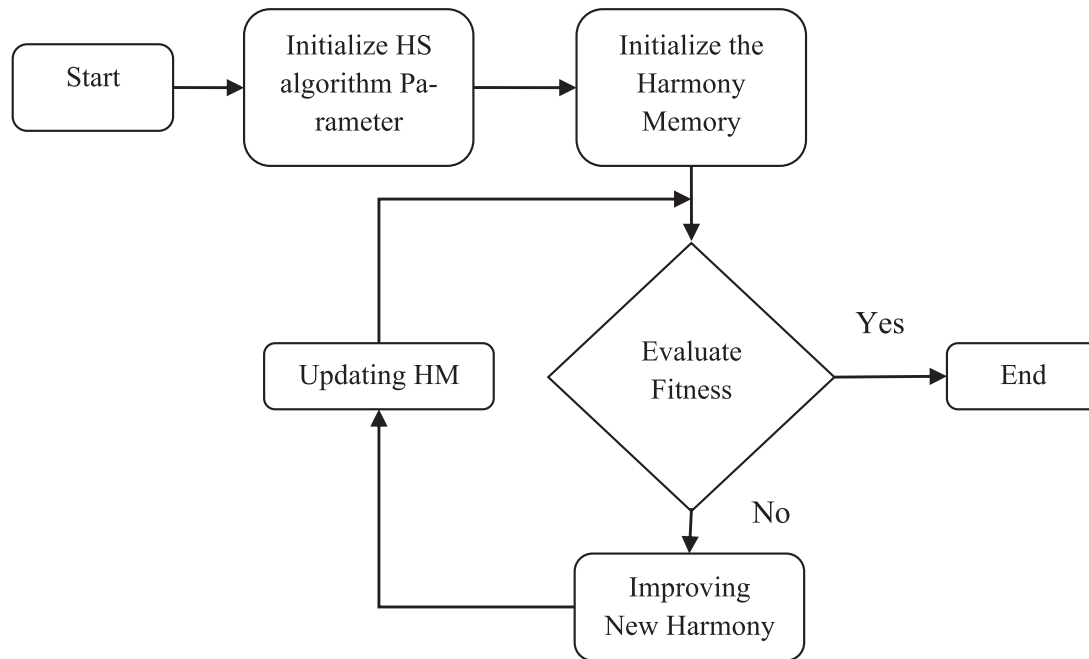 Start
Initialize HS
algorithm Pa-
rameter
Initialize the
Harmony
Memory
Evaluate
Fitness
Yes
End
No
Improving
New Harmony
Updating HM